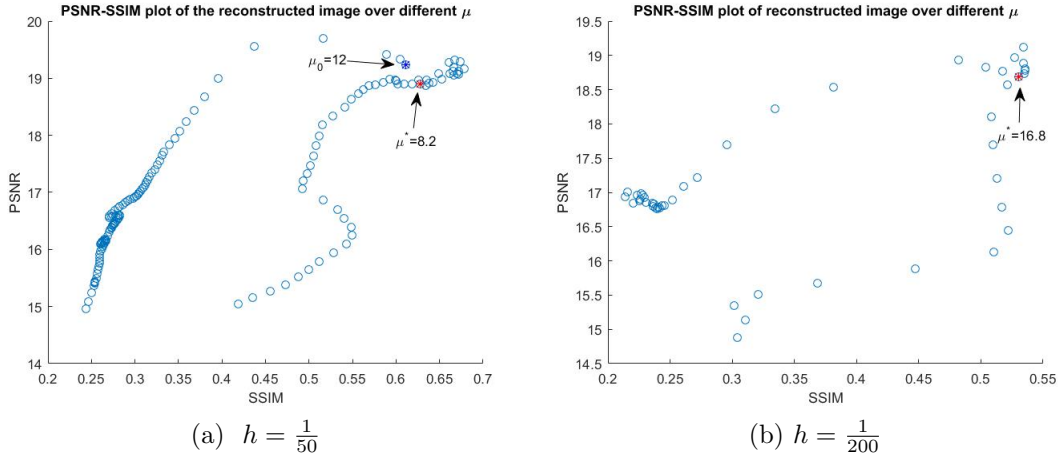 PSNR-SSIM plot of the reconstructed image over different μ
20
19
18
17
16
15
14
PSNR
0.2 0.25 0.3 0.35 0.4 0.45 0.5 0.55 0.6 0.65 0.7
SSIM
μ₀=12
μ*=8.2
(a) h = 1/50
PSNR-SSIM plot of reconstructed image over different μ
19.5
19
18.5
18
17.5
17
16.5
16
15.5
15
14.5
PSNR
0.2 0.25 0.3 0.35 0.4 0.45 0.5 0.55
SSIM
μ*=16.8
(b) h = 1/200